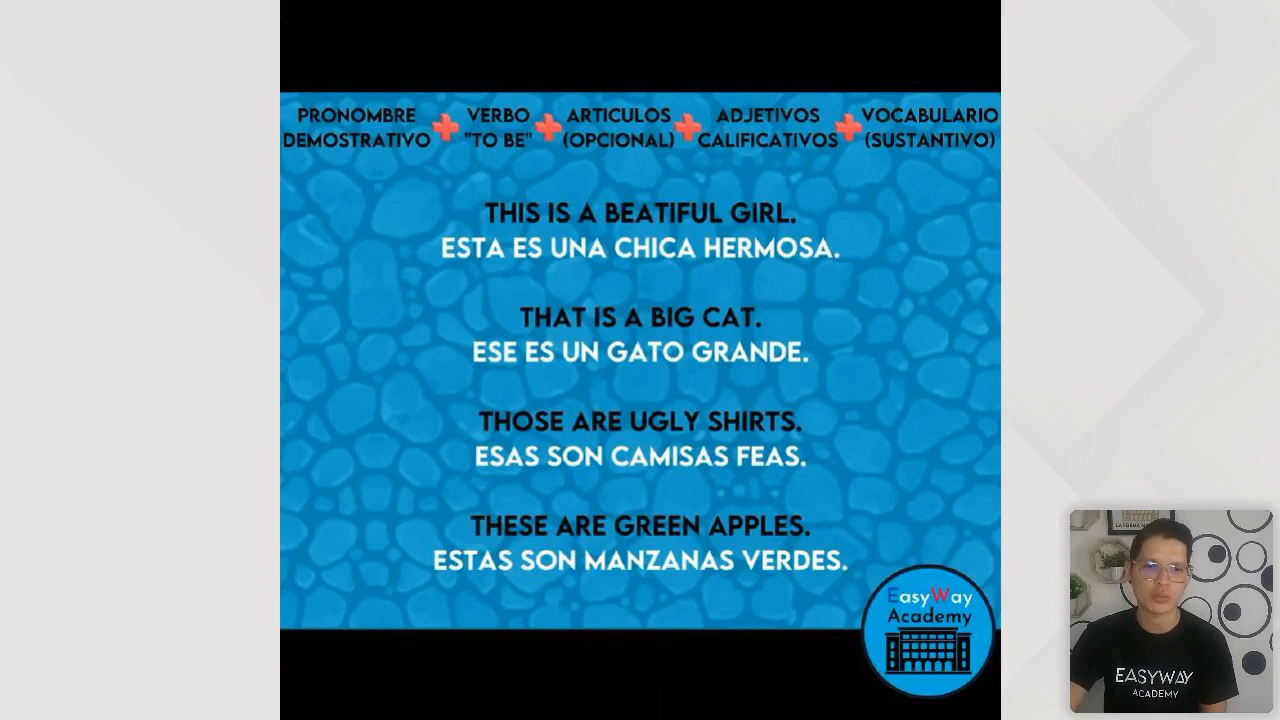 PRONOMBRE DEMOSTRATIVO + VERBO "TO BE" + ARTICULOS (OPCIONAL) + ADJETIVOS CALIFICATIVOS + VOCABULARIO (SUSTANTIVO)
THIS IS A BEATIFUL GIRL.
ESTA ES UNA CHICA HERMOSA.
THAT IS A BIG CAT.
ESE ES UN GATO GRANDE.
THOSE ARE UGLY SHIRTS.
ESAS SON CAMISAS FEAS.
THESE ARE GREEN APPLES.
ESTAS SON MANZANAS VERDES.
EasyWay
Academy
EASYWAY
ACADEMY